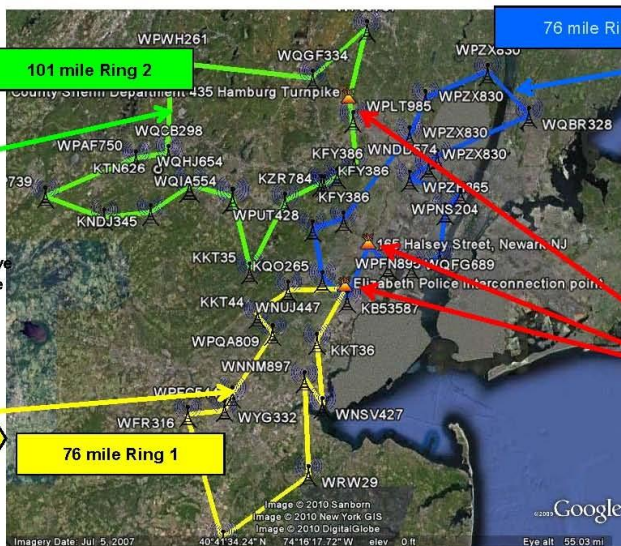 WPWH261
WQGF334
WPZX830
76 mile Ri
101 mile Ring 2
County Sheriff Department 435 Hamburg Turnpike
WPLT985
WPZX830
WQBR328
WQCB298
WPAF750
WQHJ654
WNDU574
WPZX830
KTN626
KFY386
WPZX830
P739
WQIA554
KZR784
KFY386
KNDJ345
WPUT428
KFY386
WPNS204
165 Halsey Street, Newark NJ
KKT35
KQO265
WPFN895
WQFG689
Elizabeth Police Interconnection point
KKT44
WNUJ447
KB53587
WPQA809
KKT36
WNNM897
WFR316
WYG332
WNSV427
76 mile Ring 1
WRW29
Image © 2010 Sanborn
Image © 2010 New York GIS
Image © 2010 DigitalGlobe
©2010 Google
Imagery Date: Jul 5, 2007
40°41'34.24" N 74°16'17.72" W elev 0 ft
Eye alt 55.03 mi